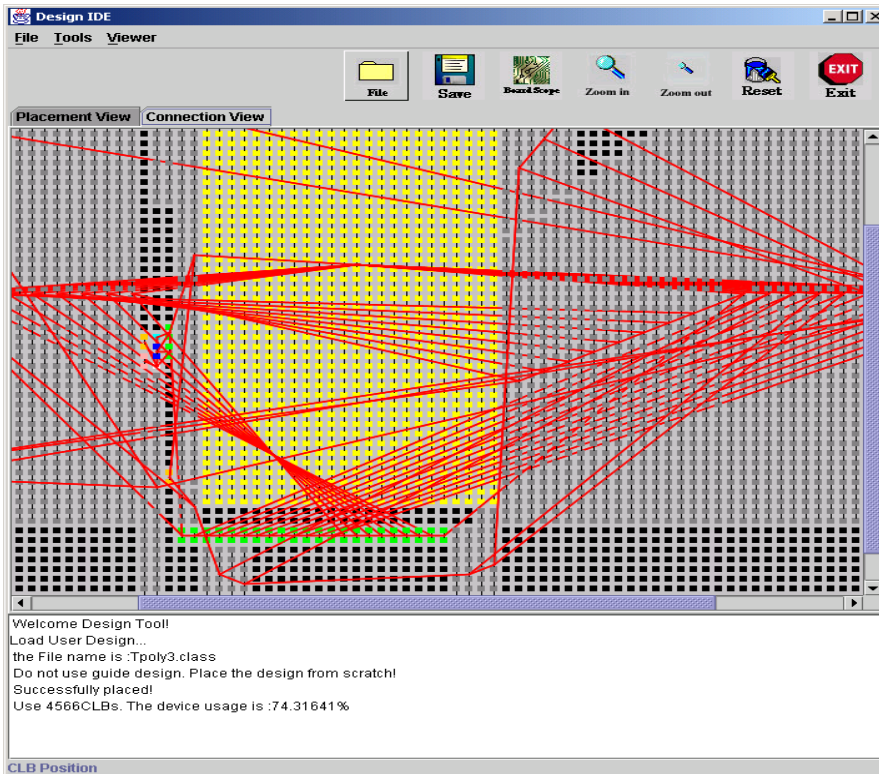 Design IDE
File Tools Viewer
File Save BoardScope Zoom in Zoom out Reset EXIT Exit
Placement View Connection View
Welcome Design Tool!
Load User Design...
the File name is :Tpoly3.class
Do not use guide design. Place the design from scratch!
Successfully placed!
Use 4566CLBs. The device usage is :74.31641%
CLB Position